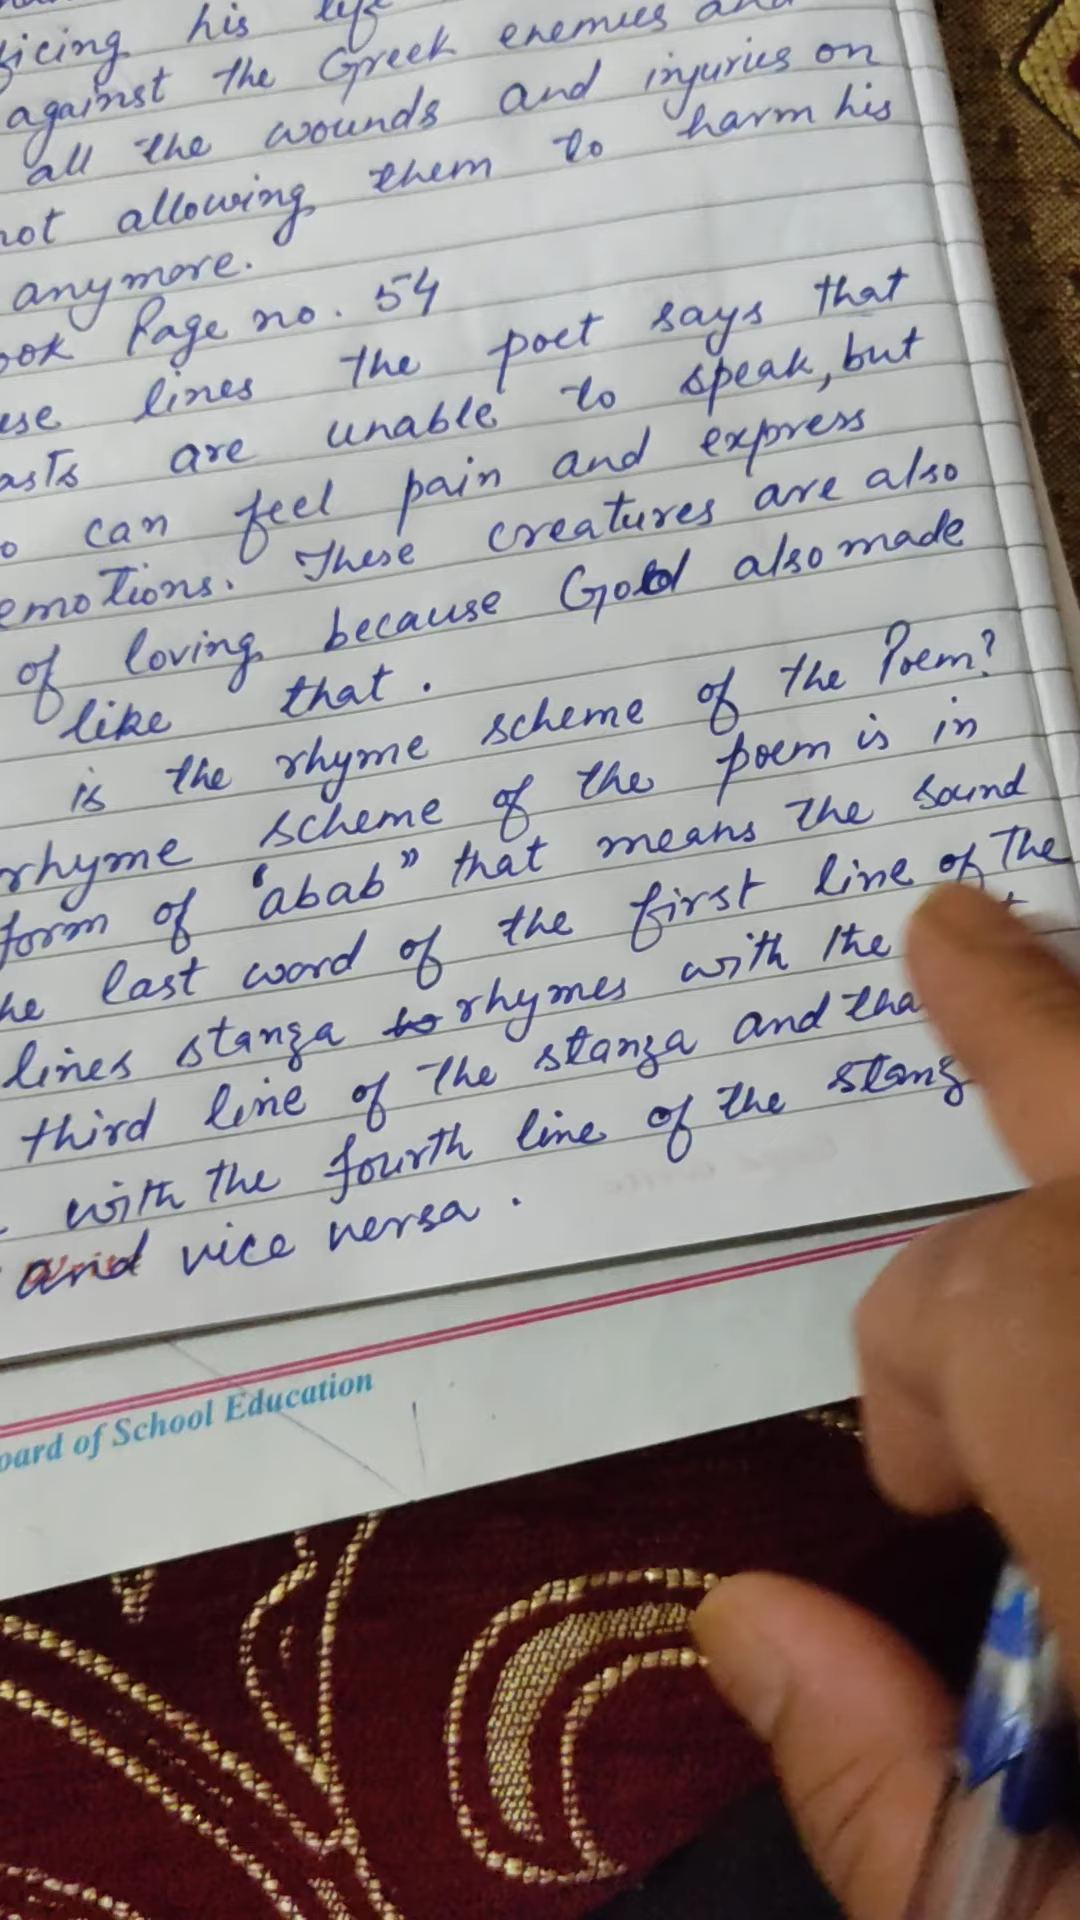 ficing his life
against the Greek enemies and
all the wounds and injuries on
not allowing them to harm his
anymore.
ook Page no. 54
ese lines the poet says that
asts are unable to speak, but
o can feel pain and express
emotions. These creatures are also
of loving because God also made
like that.
is the rhyme scheme of the Poem?
rhyme scheme of the poem is in
form of "abab" that means the sound
he last word of the first line of the
lines stanza rhymes with the
third line of the stanza and tha
with the fourth line of the stanz
and vice versa.
oard of School Education